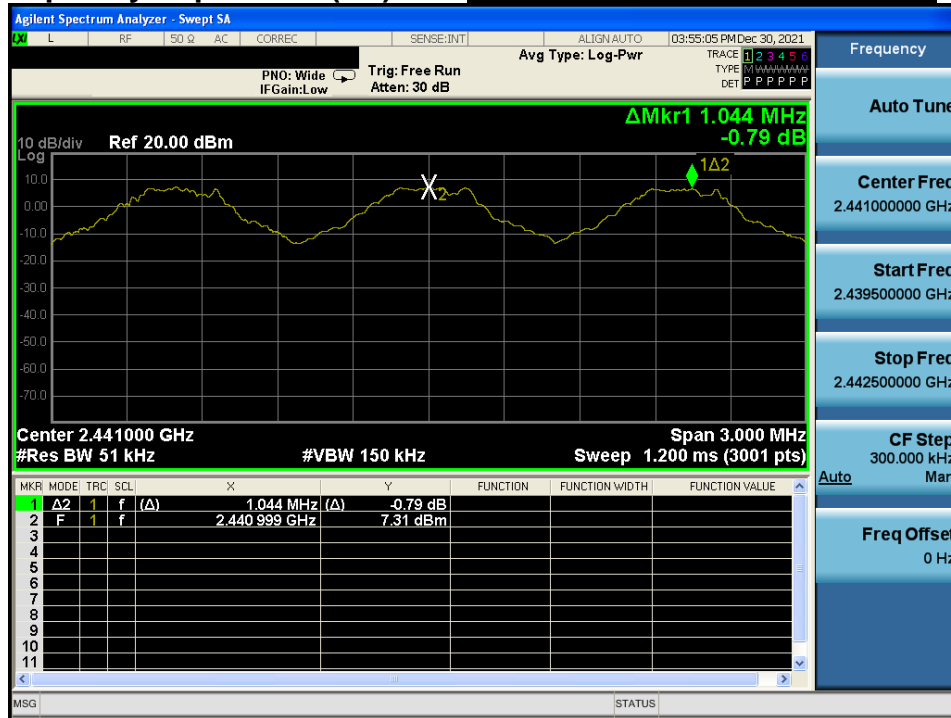 Agilent Spectrum Analyzer - Swept SA
LXI L RF 50 Ω AC CORREC SENSE:INT ALIGN AUTO 03:55:05 PM Dec 30, 2021
Avg Type: Log-Pwr
PNO: Wide
IFGain:Low
Trig: Free Run
Atten: 30 dB
TRACE 1 2 3 4 5 6
TYPE M WWWWW
DET P P P P P P
ΔMkr1 1.044 MHz
-0.79 dB
10 dB/div Ref 20.00 dBm
Log
10.0
0.00
-10.0
-20.0
-30.0
-40.0
-50.0
-60.0
-70.0
1Δ2
X2
Center 2.441000 GHz Span 3.000 MHz
#Res BW 51 kHz #VBW 150 kHz Sweep 1.200 ms (3001 pts)
MKR MODE TRC SCL X Y FUNCTION FUNCTION WIDTH FUNCTION VALUE
1 Δ2 1 f (Δ) 1.044 MHz (Δ) -0.79 dB
2 F 1 f 2.440 999 GHz 7.31 dBm
3
4
5
6
7
8
9
10
11
MSG STATUS
Frequency
Auto Tune
Center Freq
2.441000000 GHz
Start Freq
2.439500000 GHz
Stop Freq
2.442500000 GHz
CF Step
300.000 kHz
Auto Man
Freq Offset
0 Hz